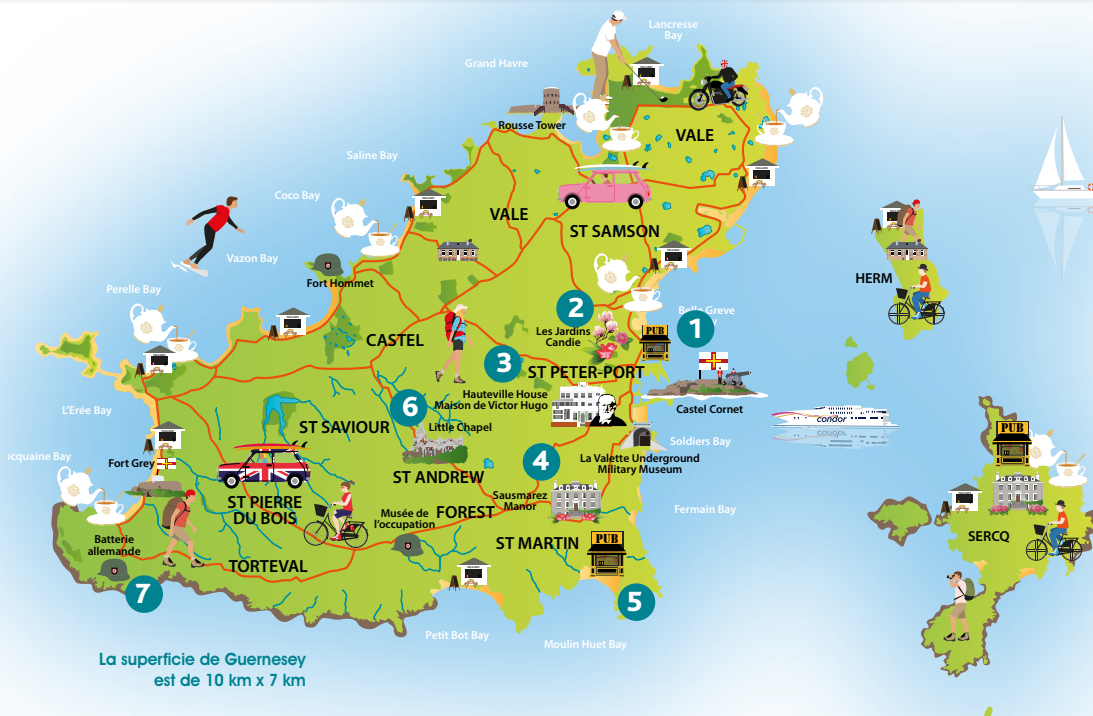 Lancresse
Bay
Grand Havre
Rousse Tower
VALE
Saline Bay
Coco Bay
VALE
ST SAMSON
Vazon Bay
Fort Hommet
HERM
Perelle Bay
2
Belle Greve
1
PUB
Les Jardins
Candie
CASTEL
3
ST PETER-PORT
Hauteville House
Maison de Victor Hugo
Castel Cornet
L'Erée Bay
6
ST SAVIOUR
Little Chapel
condor
PUB
Soldiers Bay
La Valette Underground
Military Museum
Fort Grey
4
ST ANDREW
Sausmarez
Manor
ST PIERRE
DU BOIS
Musée de
l'occupation
FOREST
Fermain Bay
Batterie
allemande
ST MARTIN
PUB
SERCQ
TORTEVAL
7
5
Petit Bot Bay
Moulin Huet Bay
La superficie de Guernesey
est de 10 km x 7 km